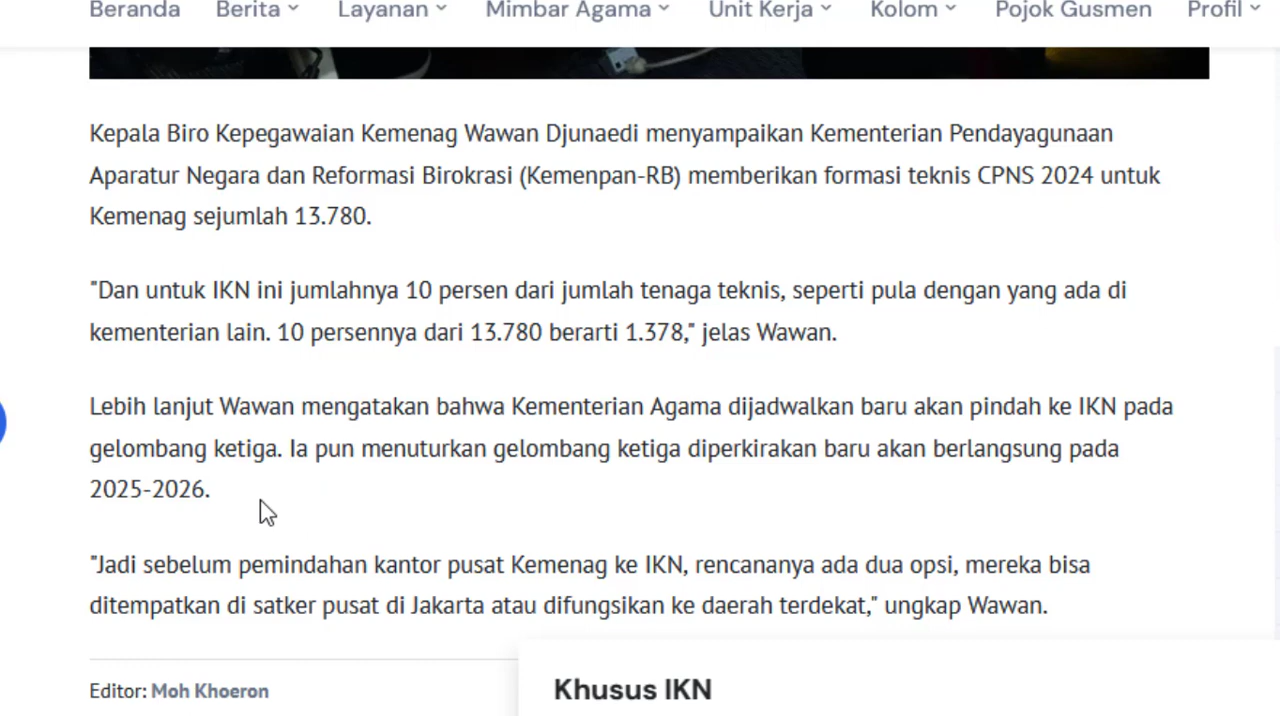 Beranda Berita Layanan Mimbar Agama Unit Kerja Kolom Pojok Gusmen Profil
Kepala Biro Kepegawaian Kemenag Wawan Djunaedi menyampaikan Kementerian Pendayagunaan
Aparatur Negara dan Reformasi Birokrasi (Kemenpan-RB) memberikan formasi teknis CPNS 2024 untuk
Kemenag sejumlah 13.780.
"Dan untuk IKN ini jumlahnya 10 persen dari jumlah tenaga teknis, seperti pula dengan yang ada di
kementerian lain. 10 persennya dari 13.780 berarti 1.378," jelas Wawan.
Lebih lanjut Wawan mengatakan bahwa Kementerian Agama dijadwalkan baru akan pindah ke IKN pada
gelombang ketiga. Ia pun menuturkan gelombang ketiga diperkirakan baru akan berlangsung pada
2025-2026.
"Jadi sebelum pemindahan kantor pusat Kemenag ke IKN, rencananya ada dua opsi, mereka bisa
ditempatkan di satker pusat di Jakarta atau difungsikan ke daerah terdekat," ungkap Wawan.
Editor: Moh Khoeron
Khusus IKN